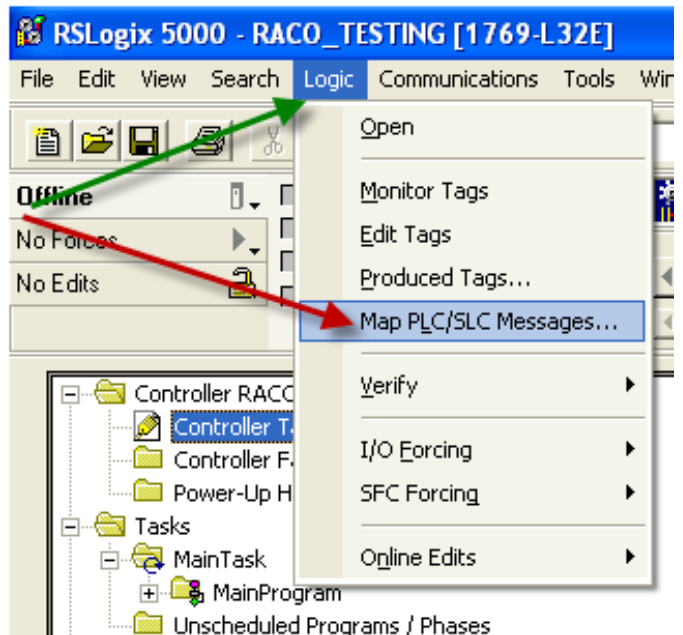 RSLogix 5000 - RACO_TESTING [1769-L32E]
File Edit View Search Logic Communications Tools
Open
Monitor Tags
Edit Tags
Produced Tags...
Map PLC/SLC Messages...
Verify
I/O Forcing
SFC Forcing
Online Edits
Offline
No Forces
No Edits
Controller RACO
Controller
Controller
Power-Up
Tasks
MainTask
MainProgram
Unscheduled Programs / Phases